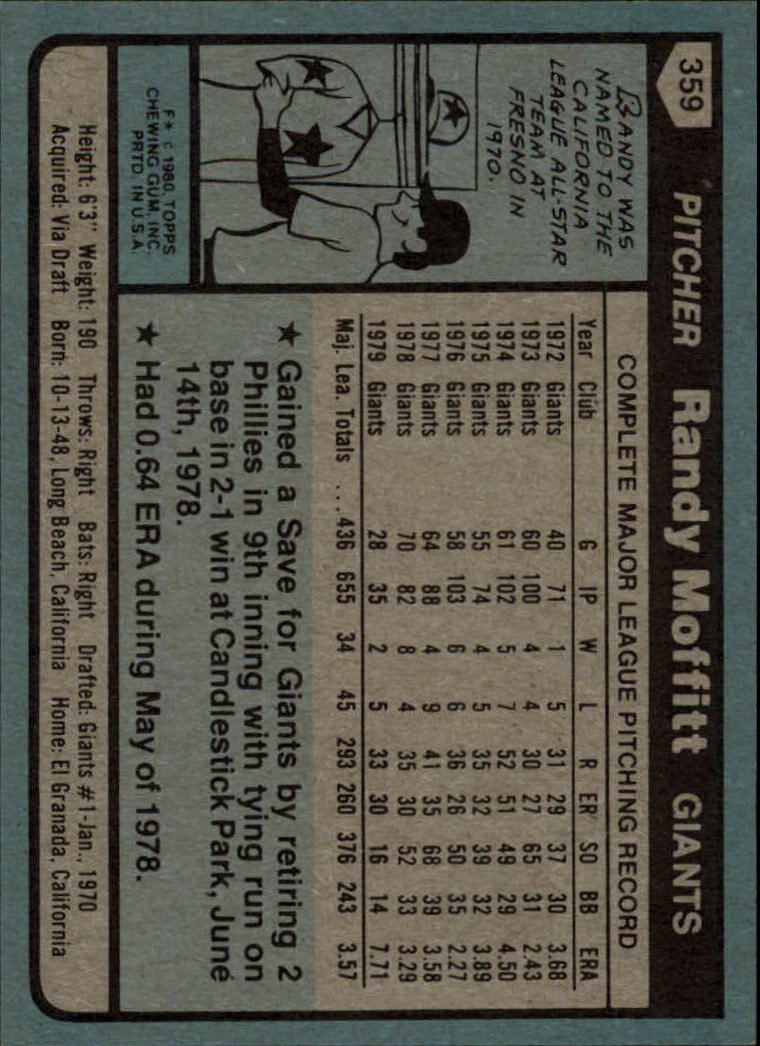 359
PITCHER Randy Moffitt GIANTS
RANDY WAS
NAMED TO THE
CALIFORNIA
LEAGUE ALL-STAR
TEAM AT
FRESNO IN
1970.
F★ © 1980, TOPPS
CHEWING GUM, INC.
PRTD. IN U.S.A.
COMPLETE MAJOR LEAGUE PITCHING RECORD
Year Club G IP W L R ER SO BB ERA
1972 Giants 40 71 1 5 31 29 37 30 3.68
1973 Giants 60 100 4 4 30 27 65 31 2.43
1974 Giants 61 102 5 7 52 51 49 29 4.50
1975 Giants 55 74 4 5 35 32 39 32 3.89
1976 Giants 58 103 6 6 36 26 50 35 2.27
1977 Giants 64 88 4 9 41 35 68 39 3.58
1978 Giants 70 82 8 4 35 30 52 33 3.29
1979 Giants 28 35 2 5 33 30 16 14 7.71
Maj. Lea. Totals ... 436 655 34 45 293 260 376 243 3.57
★ Gained a Save for Giants by retiring 2
Phillies in 9th inning with tying run on
base in 2-1 win at Candlestick Park, June
14th, 1978.
★ Had 0.64 ERA during May of 1978.
Height: 6'3" Weight: 190 Throws: Right Bats: Right Drafted: Giants #1-Jan., 1970
Acquired: Via Draft Born: 10-13-48, Long Beach, California Home: El Granada, California